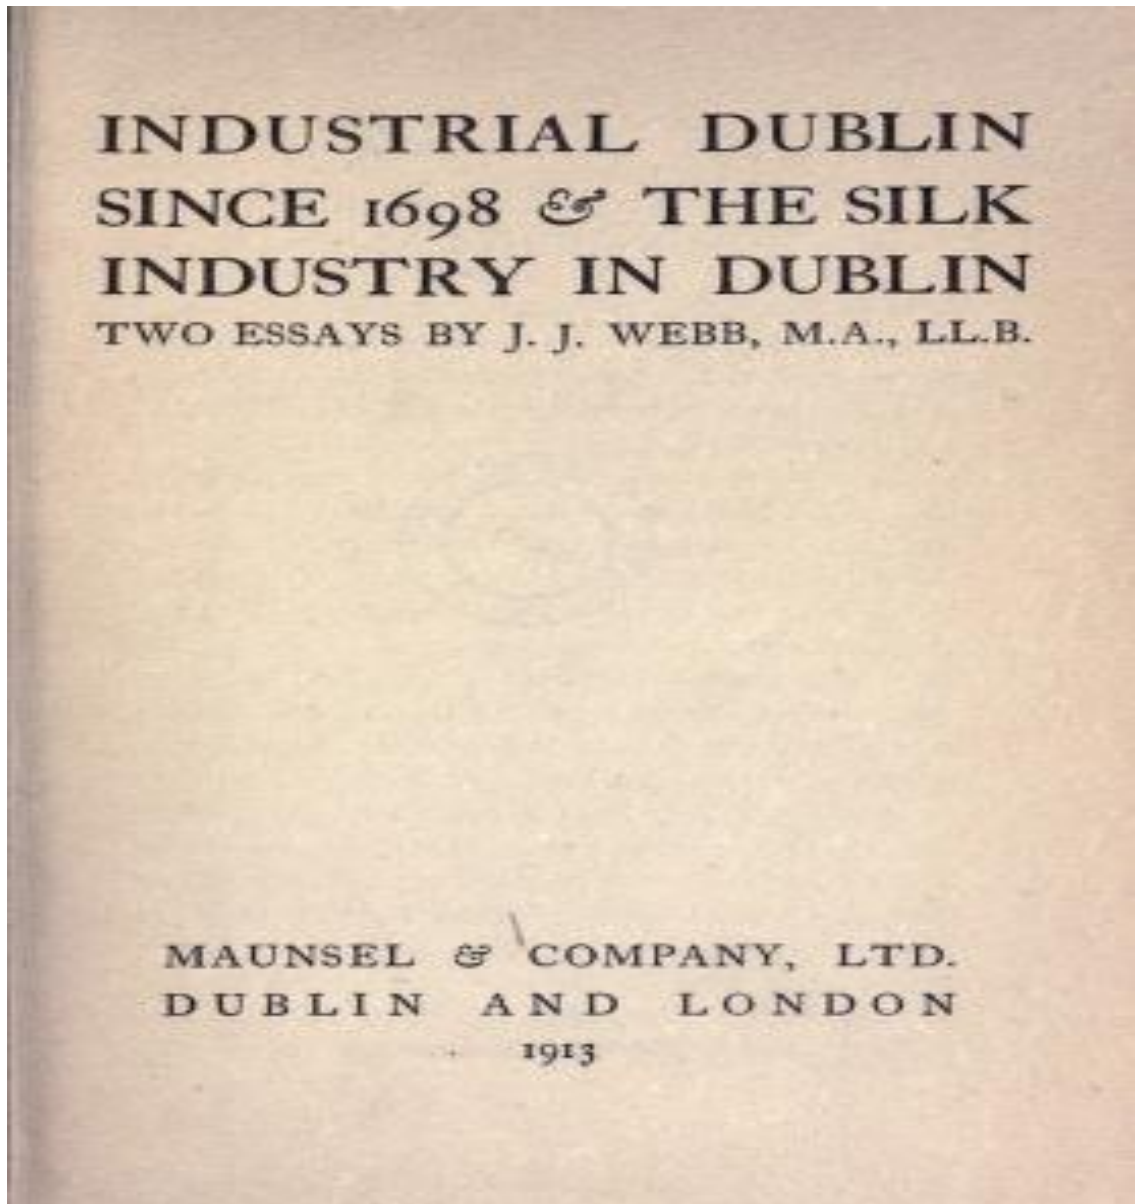 INDUSTRIAL DUBLIN
SINCE 1698 & THE SILK
INDUSTRY IN DUBLIN
TWO ESSAYS BY J. J. WEBB, M.A., LL.B.
MAUNSEL & COMPANY, LTD.
DUBLIN AND LONDON
1913